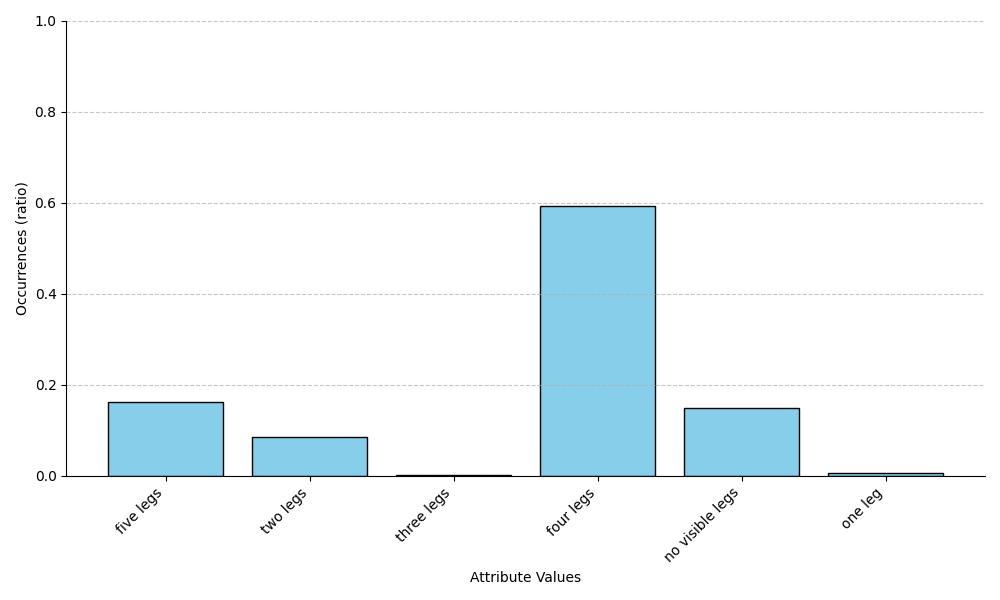 1.0
0.8
0.6
0.4
0.2
0.0
Occurrences (ratio)
five legs
two legs
three legs
four legs
no visible legs
one leg
Attribute Values